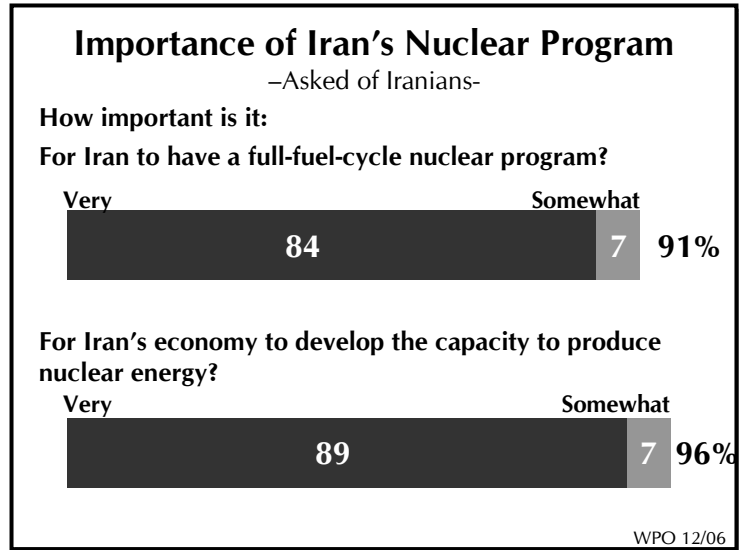 Importance of Iran’s Nuclear Program
–Asked of Iranians-
How important is it:
For Iran to have a full-fuel-cycle nuclear program?
Very Somewhat
84 7 91%
For Iran’s economy to develop the capacity to produce
nuclear energy?
Very Somewhat
89 7 96%
WPO 12/06